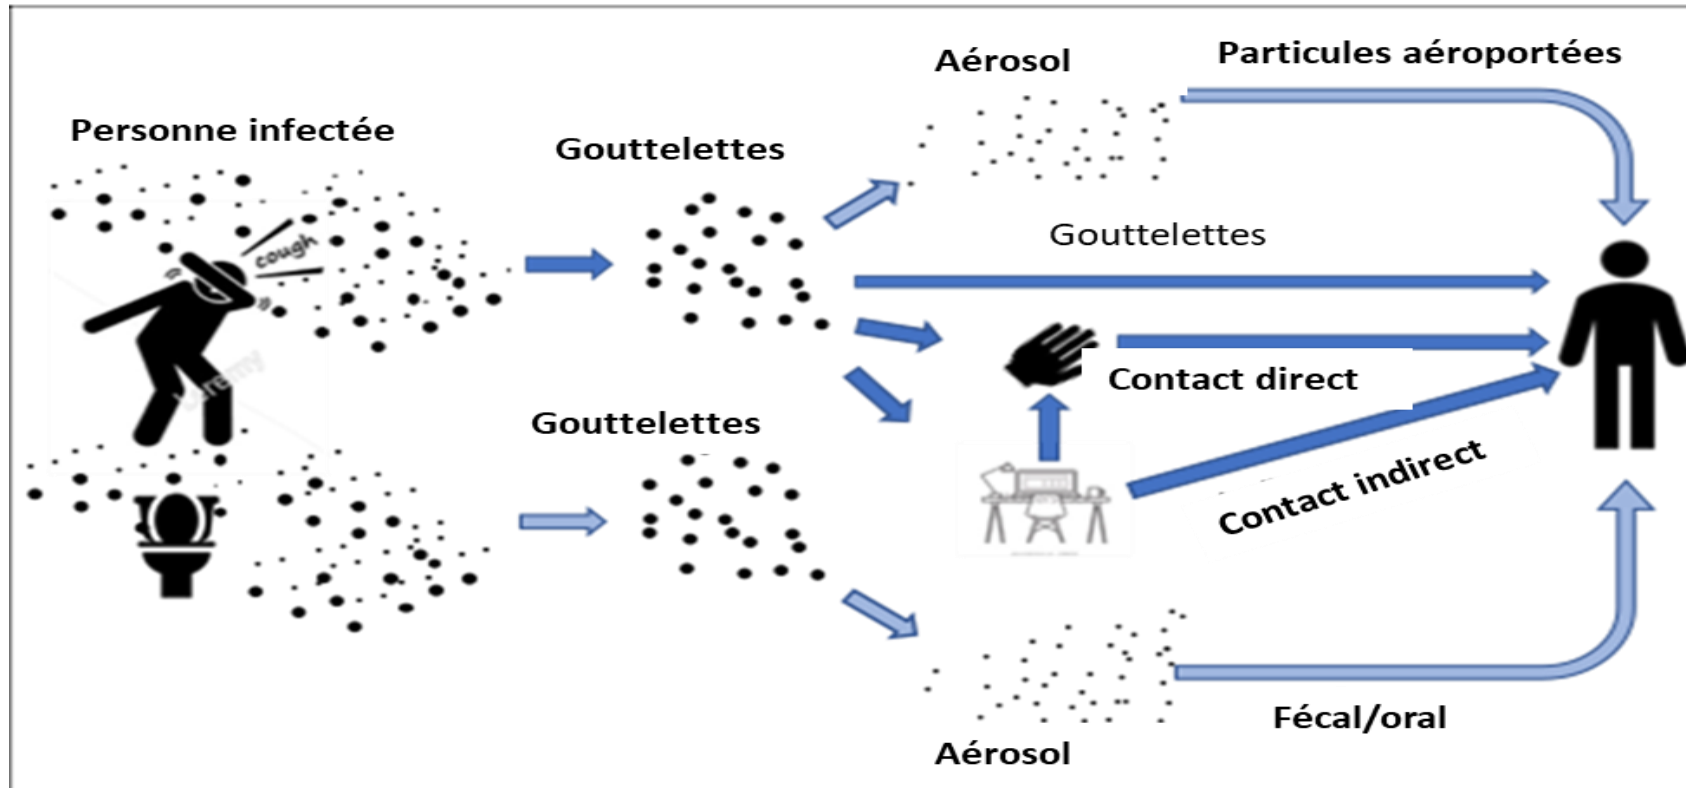 Aérosol
Particules aéroportées
Personne infectée
Gouttelettes
cough
Gouttelettes
Contact direct
Gouttelettes
Contact indirect
Fécal/oral
Aérosol